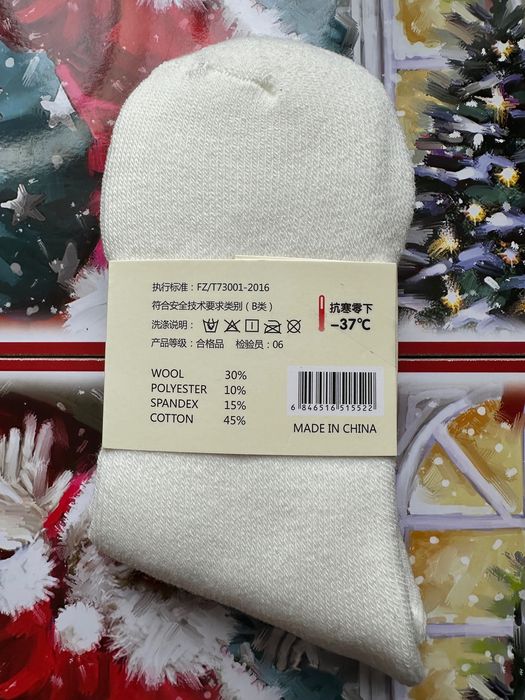 执行标准：FZ/T73001-2016
符合安全技术要求类别（B类）
洗涤说明：
产品等级：合格品 检验员：06
抗寒零下
-37℃
WOOL 30%
POLYESTER 10%
SPANDEX 15%
COTTON 45%
6 846516 515522
MADE IN CHINA